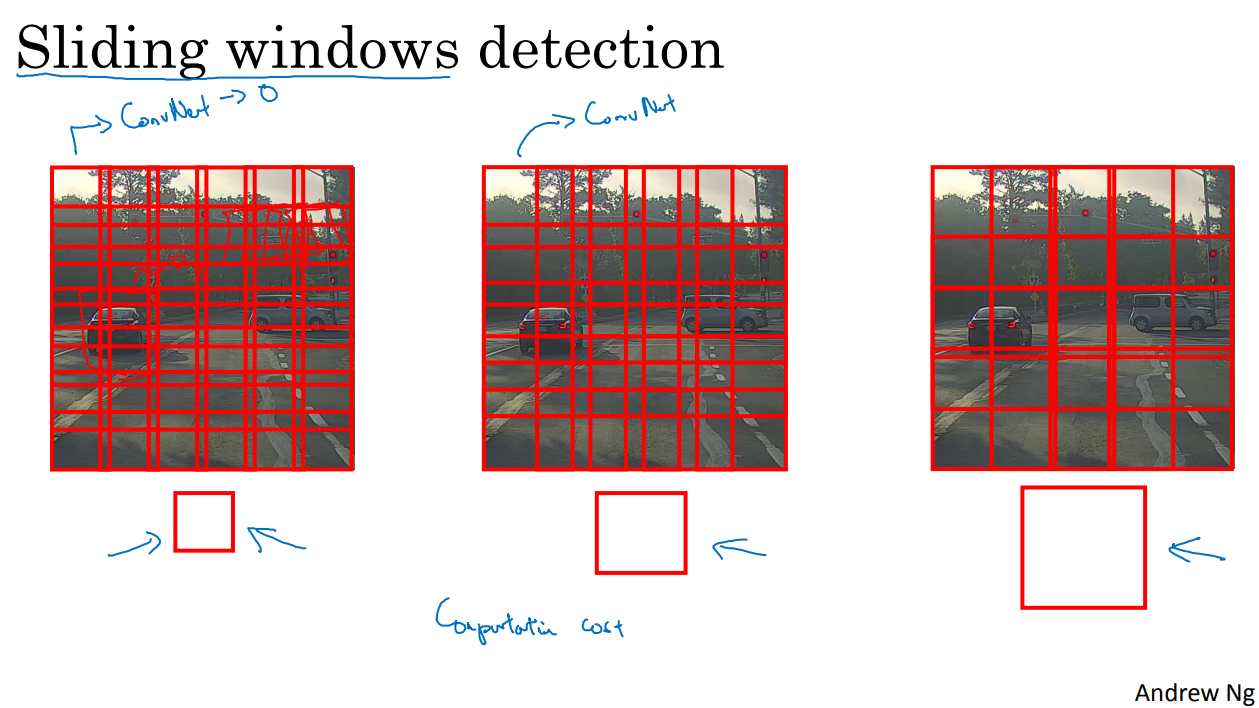 Sliding windows detection
ConvNet → 0
ConvNet
Computation cost
Andrew Ng